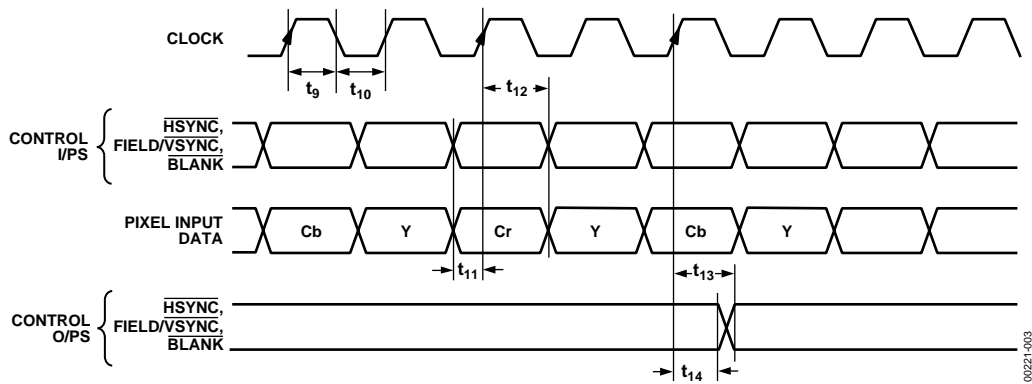 CLOCK
t9 t10 t12
CONTROL I/PS
HSYNC,
FIELD/VSYNC,
BLANK
PIXEL INPUT DATA
Cb Y Cr Y Cb Y
t11 t13
CONTROL O/PS
HSYNC,
FIELD/VSYNC,
BLANK
t14
00221-003